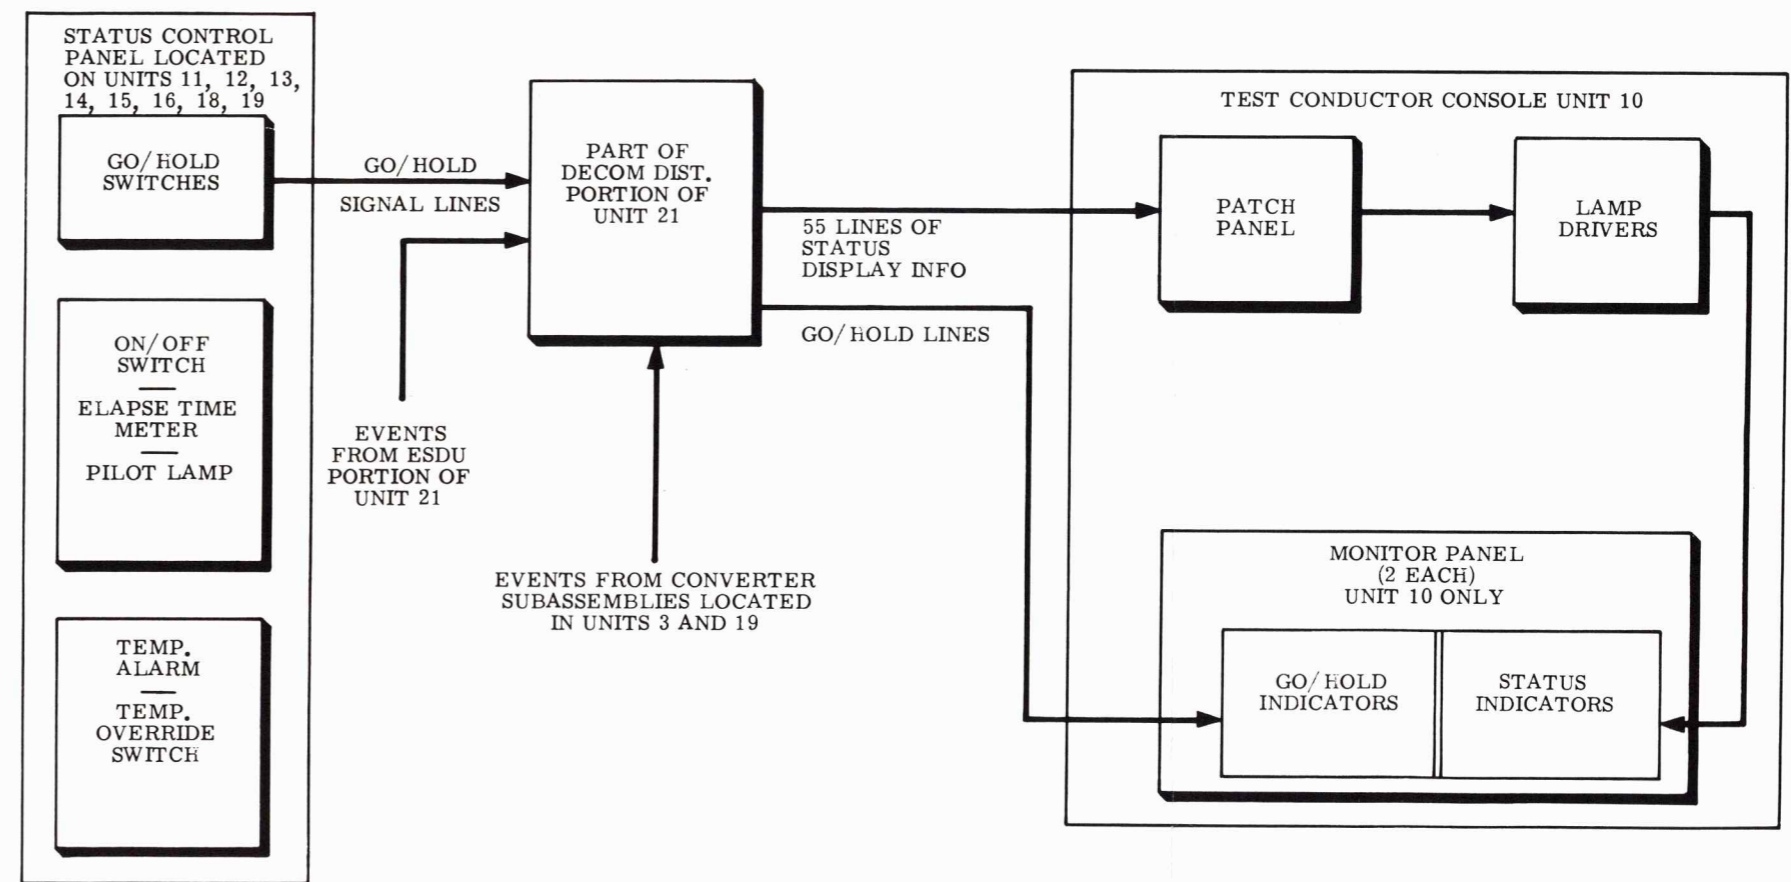 STATUS CONTROL
PANEL LOCATED
ON UNITS 11, 12, 13,
14, 15, 16, 18, 19
GO/HOLD
SWITCHES
ON/OFF
SWITCH
ELAPSE TIME
METER
PILOT LAMP
TEMP.
ALARM
TEMP.
OVERRIDE
SWITCH
GO/HOLD
SIGNAL LINES
EVENTS
FROM ESDU
PORTION OF
UNIT 21
PART OF
DECOM DIST.
PORTION OF
UNIT 21
EVENTS FROM CONVERTER
SUBASSEMBLIES LOCATED
IN UNITS 3 AND 19
55 LINES OF
STATUS
DISPLAY INFO
GO/HOLD LINES
TEST CONDUCTOR CONSOLE UNIT 10
PATCH
PANEL
LAMP
DRIVERS
MONITOR PANEL
(2 EACH)
UNIT 10 ONLY
GO/HOLD
INDICATORS
STATUS
INDICATORS